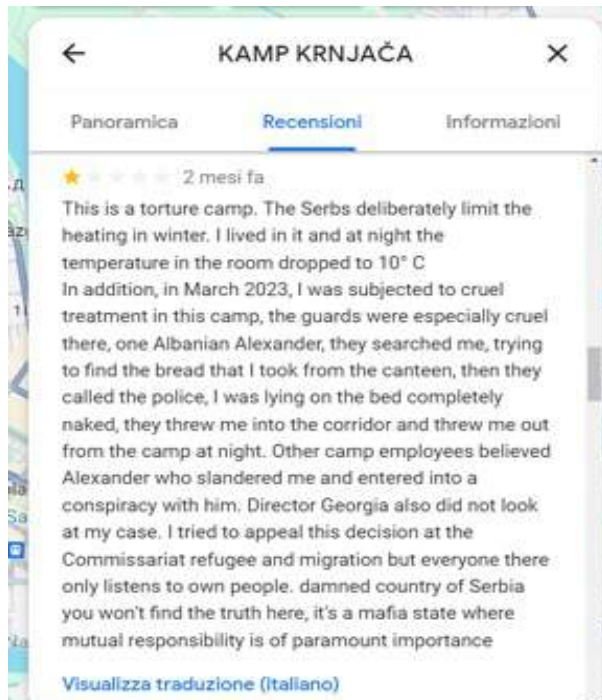 KAMP KRNJAČA
Panoramica Recensioni Informazioni
2 mesi fa
This is a torture camp. The Serbs deliberately limit the
heating in winter. I lived in it and at night the
temperature in the room dropped to 10° C
In addition, in March 2023, I was subjected to cruel
treatment in this camp, the guards were especially cruel
there, one Albanian Alexander, they searched me, trying
to find the bread that I took from the canteen, then they
called the police, I was lying on the bed completely
naked, they threw me into the corridor and threw me out
from the camp at night. Other camp employees believed
Alexander who slandered me and entered into a
conspiracy with him. Director Georgia also did not look
at my case. I tried to appeal this decision at the
Commissariat refugee and migration but everyone there
only listens to own people. damned country of Serbia
you won't find the truth here, it's a mafia state where
mutual responsibility is of paramount importance
Visualizza traduzione (Italiano)